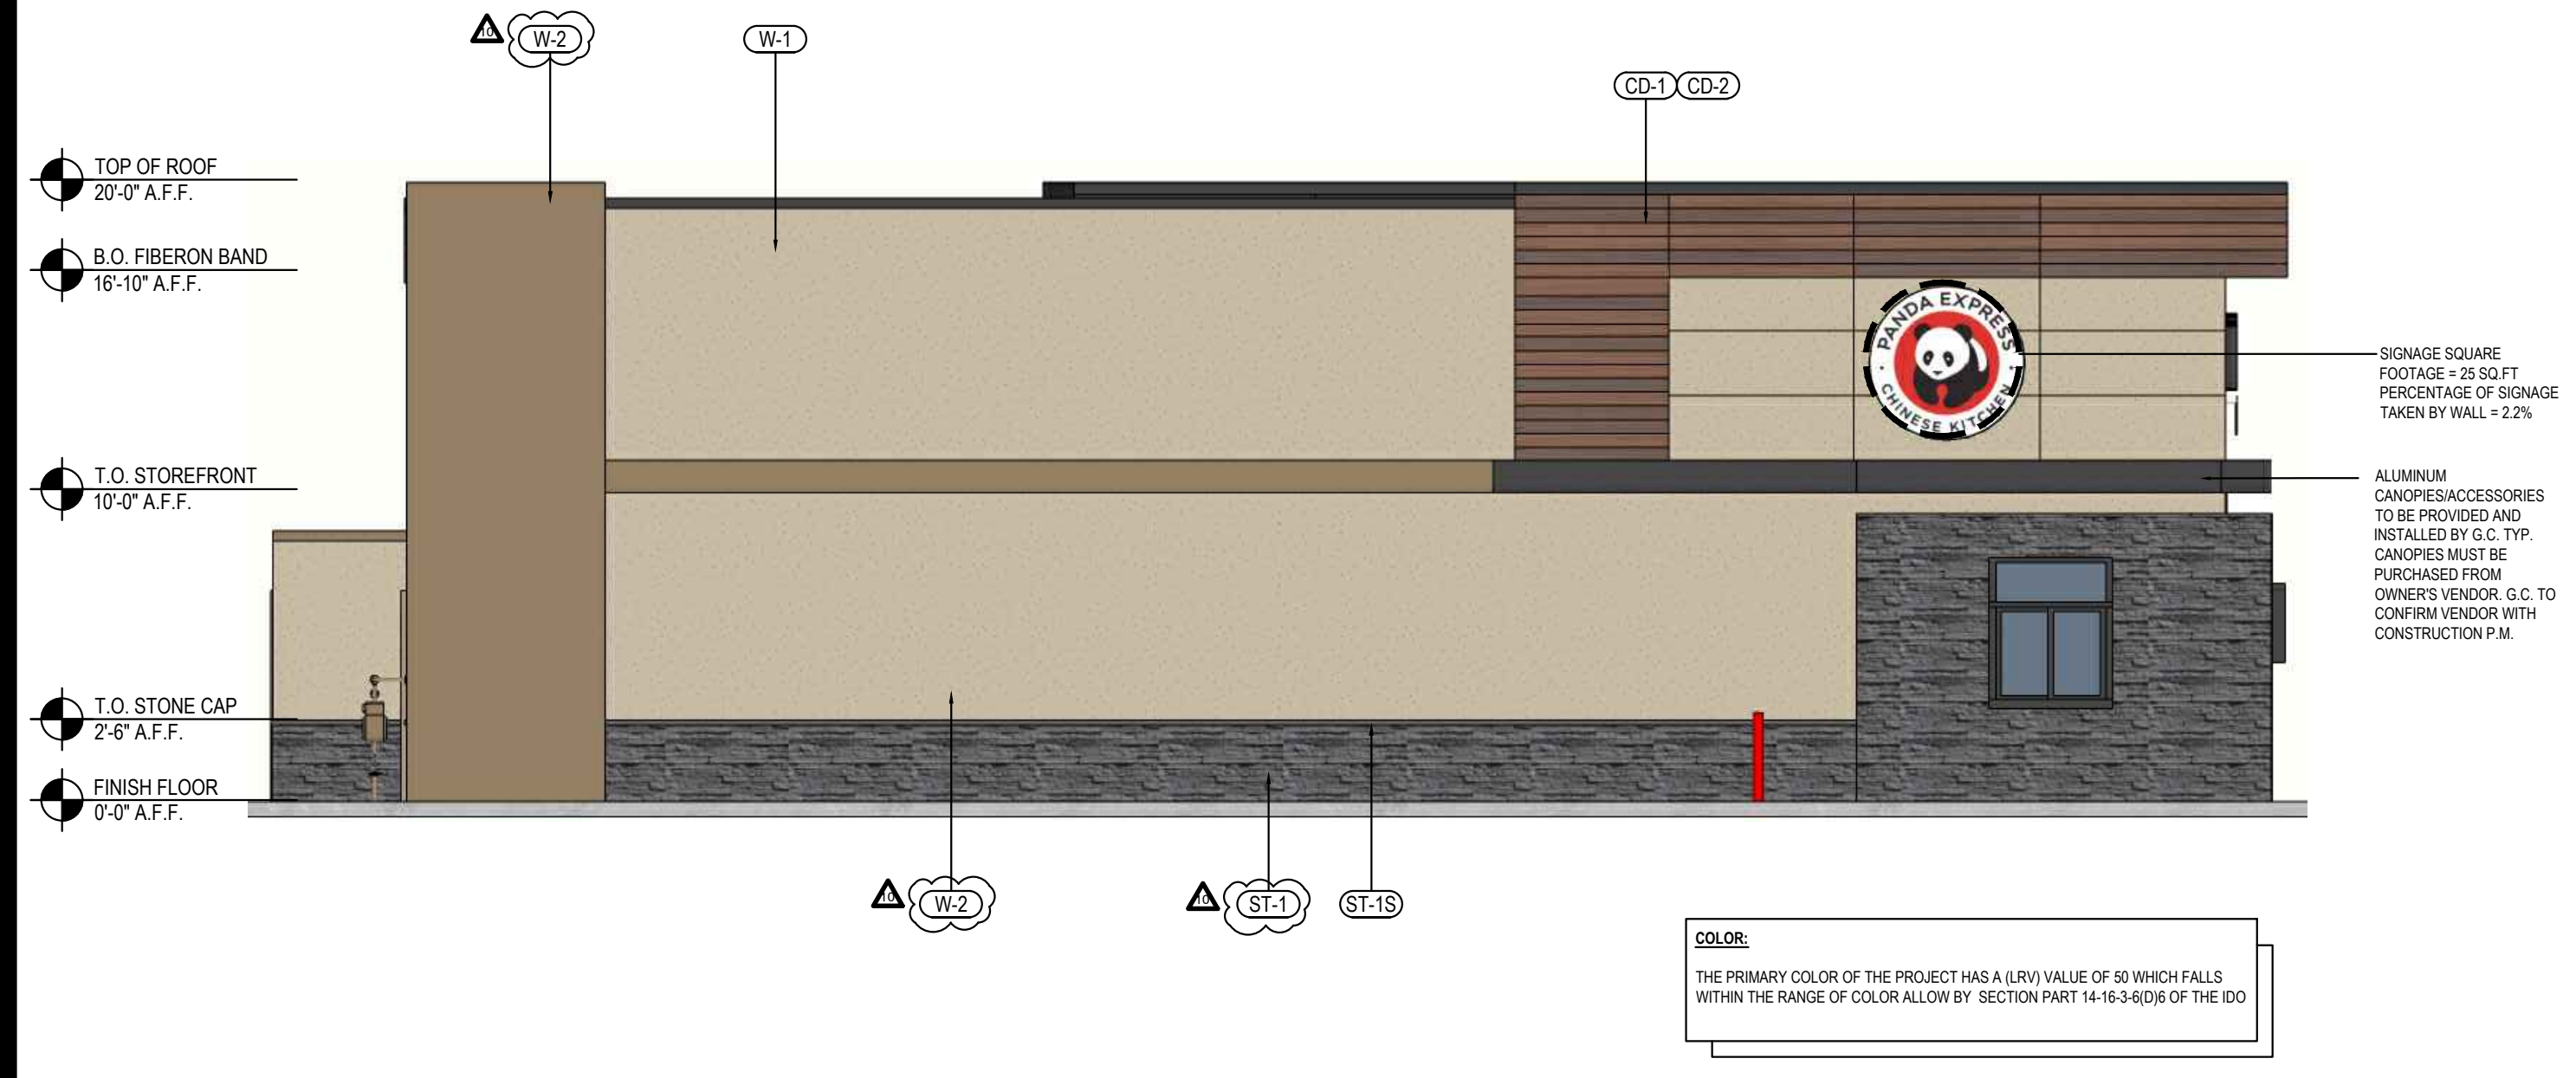 10
W-2
W-1
CD-1 CD-2
TOP OF ROOF
20'-0" A.F.F.
B.O. FIBERON BAND
16'-10" A.F.F.
PANDA EXPRESS
CHINESE KITCHEN
SIGNAGE SQUARE
FOOTAGE = 25 SQ.FT
PERCENTAGE OF SIGNAGE
TAKEN BY WALL = 2.2%
T.O. STOREFRONT
10'-0" A.F.F.
ALUMINUM
CANOPIES/ACCESSORIES
TO BE PROVIDED AND
INSTALLED BY G.C. TYP.
CANOPIES MUST BE
PURCHASED FROM
OWNER'S VENDOR. G.C. TO
CONFIRM VENDOR WITH
CONSTRUCTION P.M.
T.O. STONE CAP
2'-6" A.F.F.
FINISH FLOOR
0'-0" A.F.F.
10
W-2
10
ST-1
ST-1S
COLOR:
THE PRIMARY COLOR OF THE PROJECT HAS A (LRV) VALUE OF 50 WHICH FALLS
WITHIN THE RANGE OF COLOR ALLOW BY SECTION PART 14-16-3-6(D)6 OF THE IDO